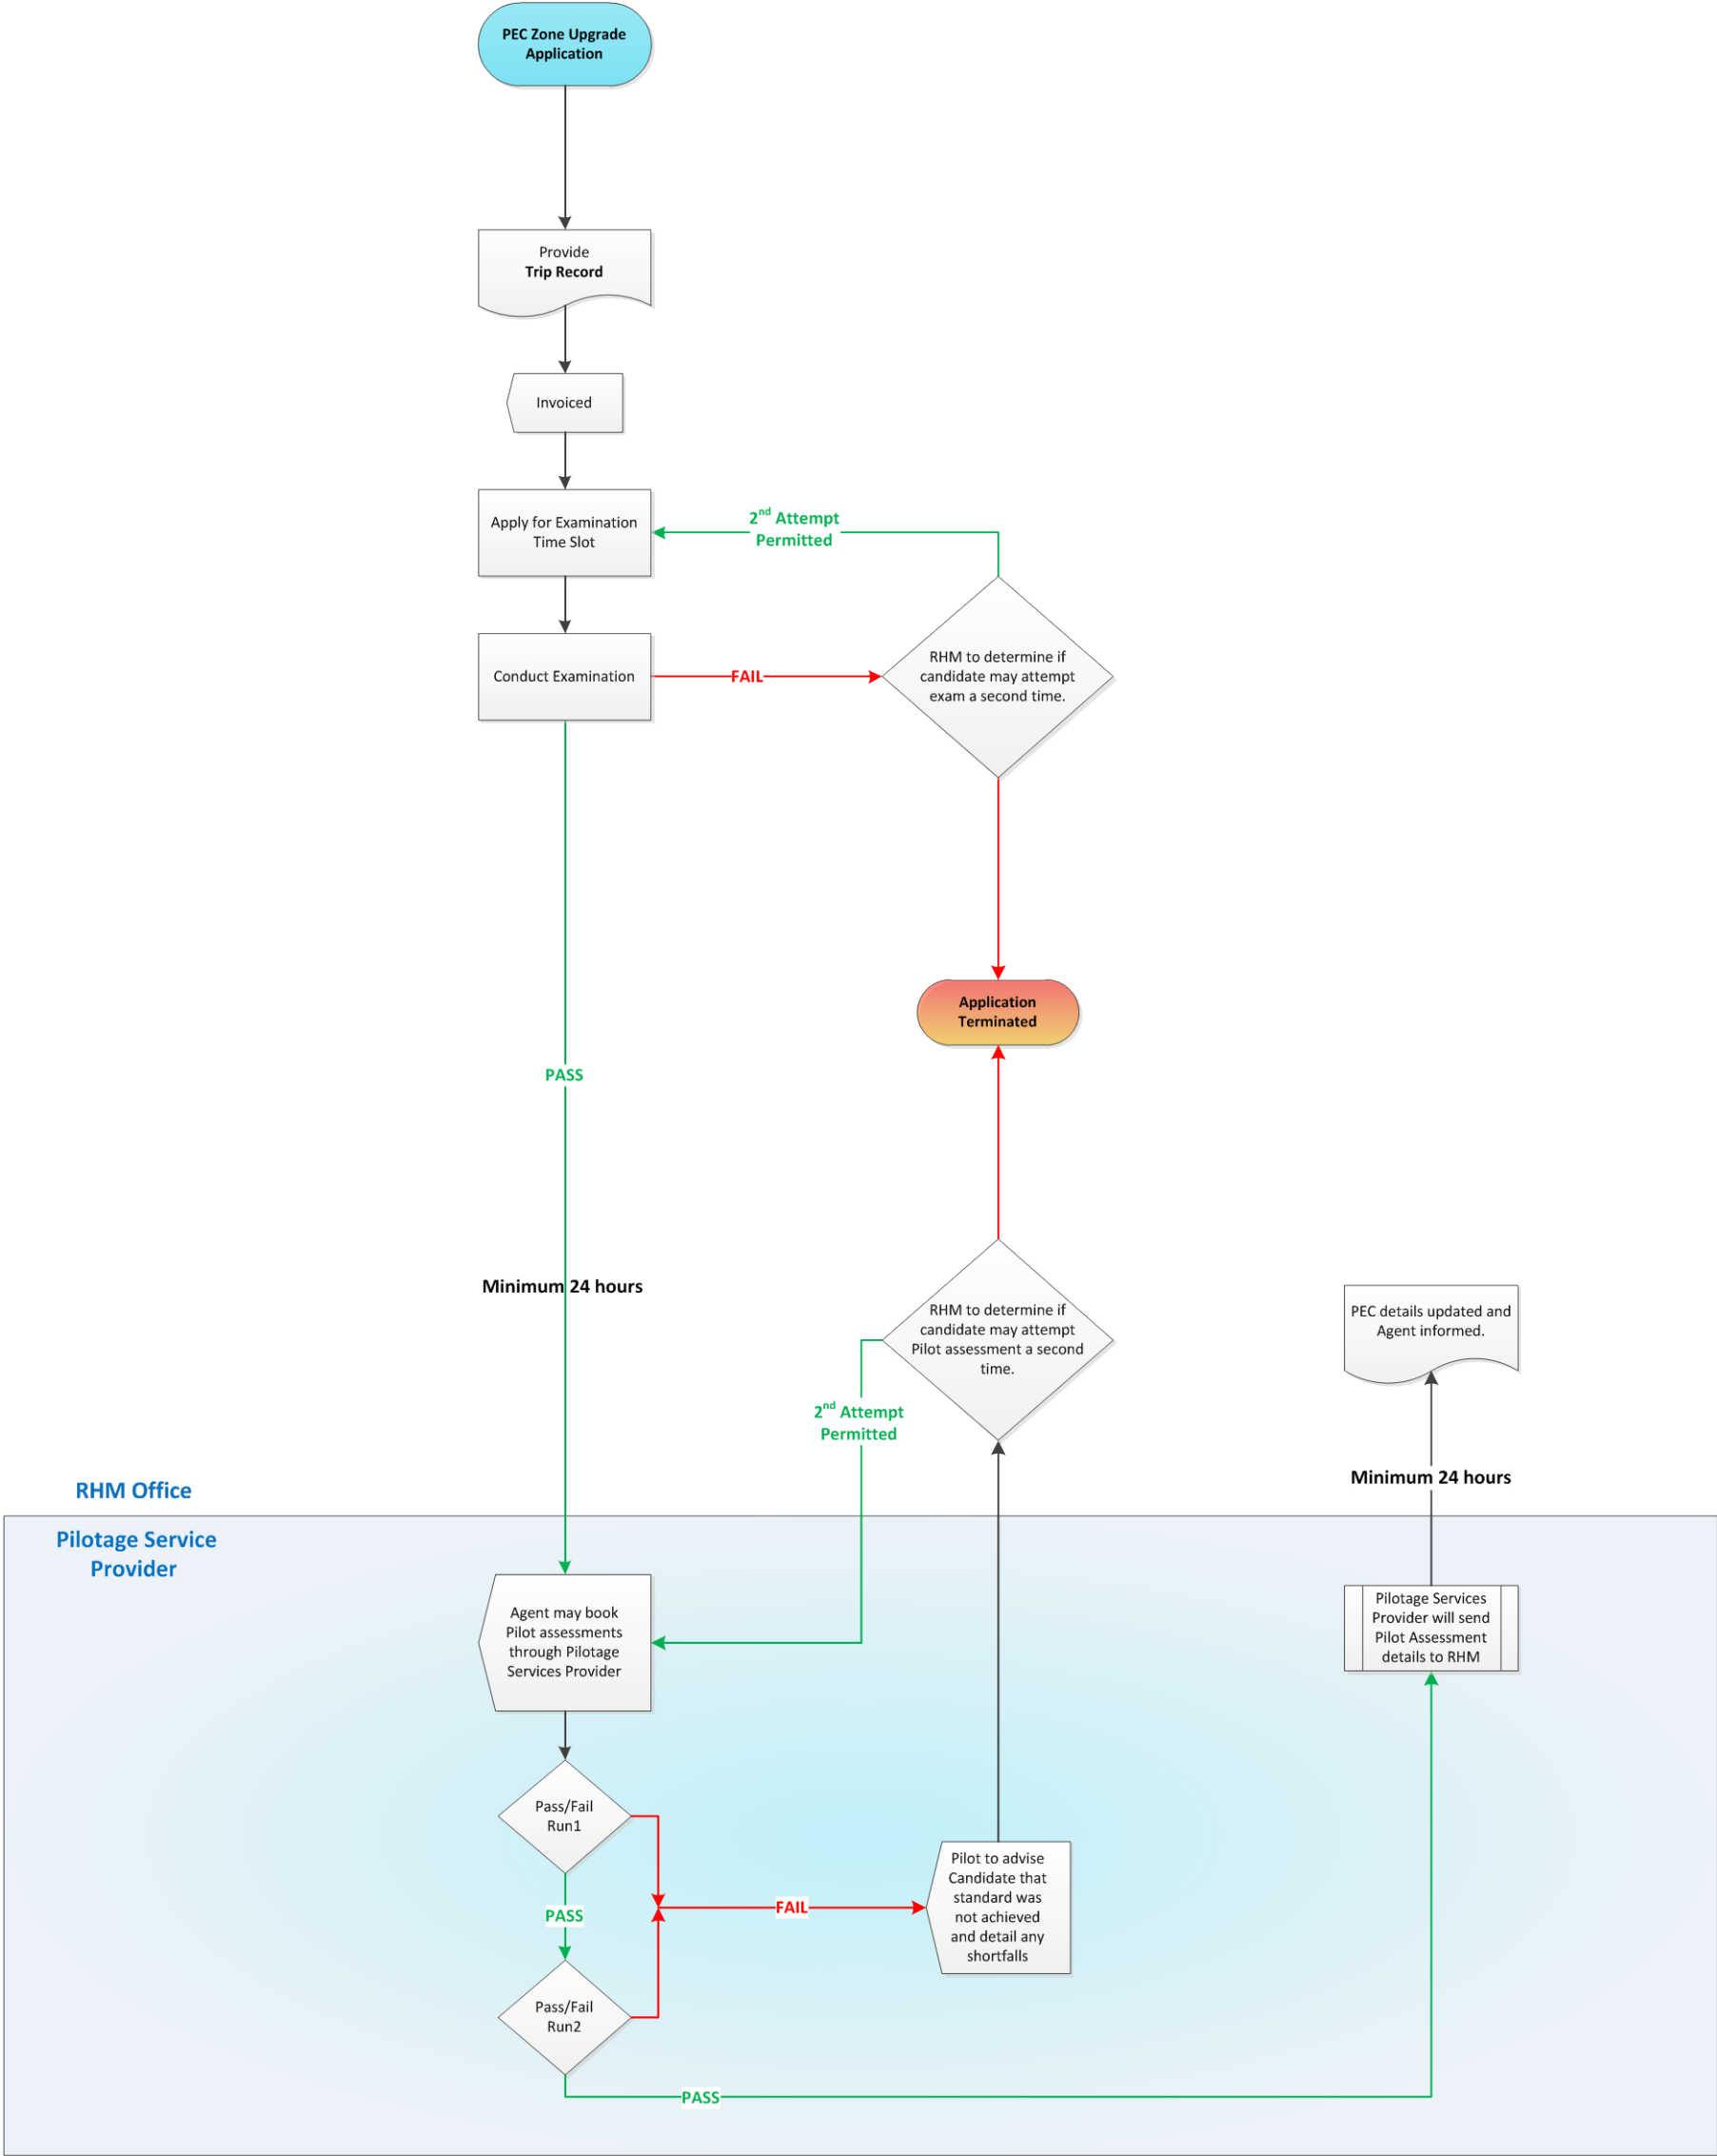 PEC Zone Upgrade
Application
Provide
Trip Record
Invoiced
Apply for Examination
Time Slot
2nd Attempt
Permitted
Conduct Examination
FAIL
RHM to determine if
candidate may attempt
exam a second time.
Application
Terminated
PASS
Minimum 24 hours
RHM to determine if
candidate may attempt
Pilot assessment a second
time.
PEC details updated and
Agent informed.
2nd Attempt
Permitted
Minimum 24 hours
RHM Office
Pilotage Service
Provider
Agent may book
Pilot assessments
through Pilotage
Services Provider
Pilotage Services
Provider will send
Pilot Assessment
details to RHM
Pass/Fail
Run1
PASS
FAIL
Pilot to advise
Candidate that
standard was
not achieved
and detail any
shortfalls
Pass/Fail
Run2
PASS